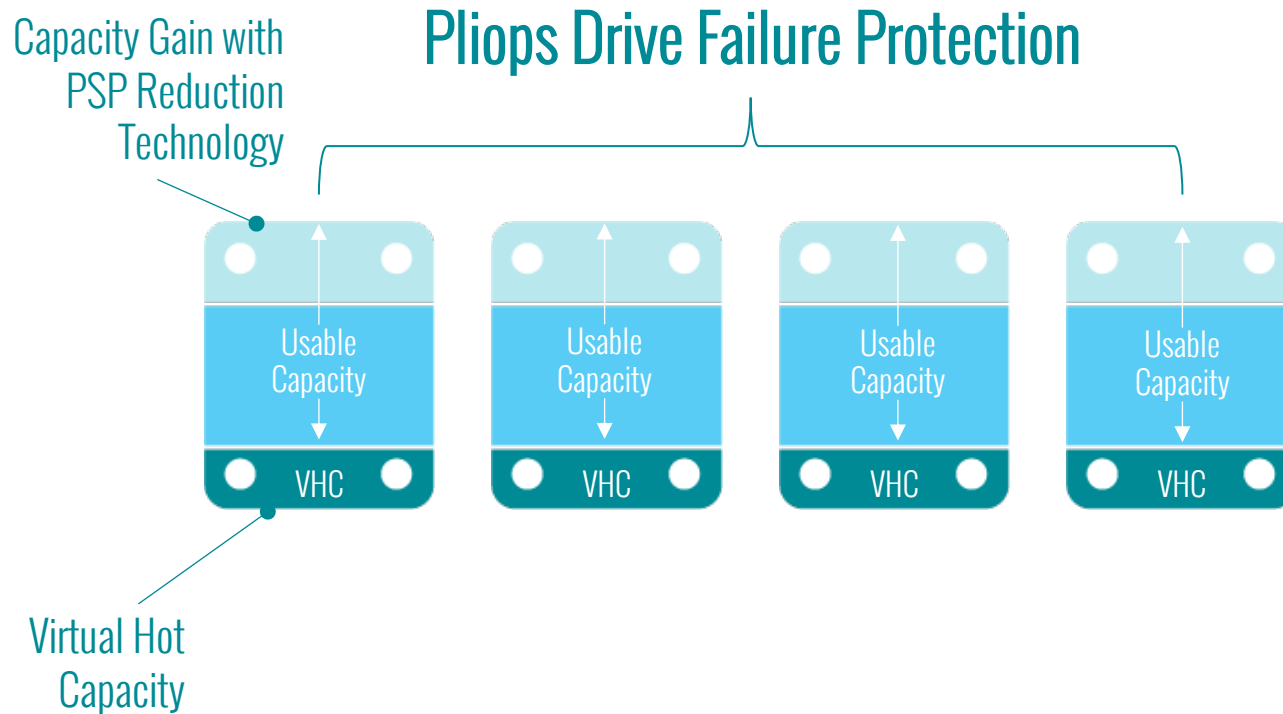 Capacity Gain with
PSP Reduction
Technology
Pliops Drive Failure Protection
Usable
Capacity
VHC
Usable
Capacity
VHC
Usable
Capacity
VHC
Usable
Capacity
VHC
Virtual Hot
Capacity